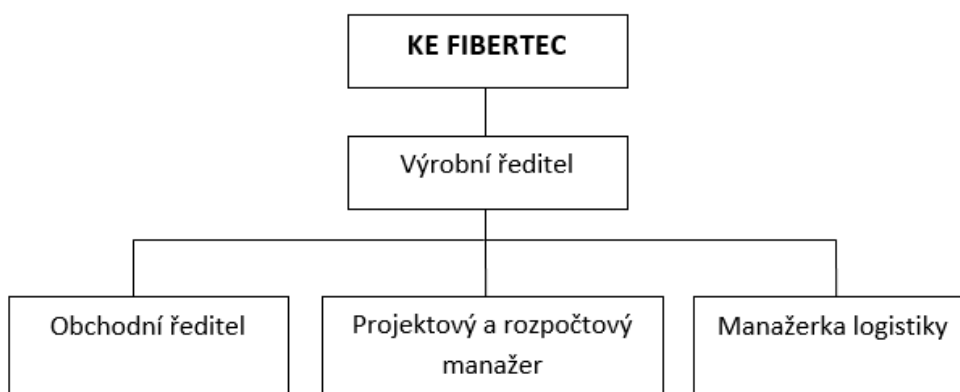 KE FIBERTEC
Výrobní ředitel
Obchodní ředitel
Projektový a rozpočtový
manažer
Manažerka logistiky